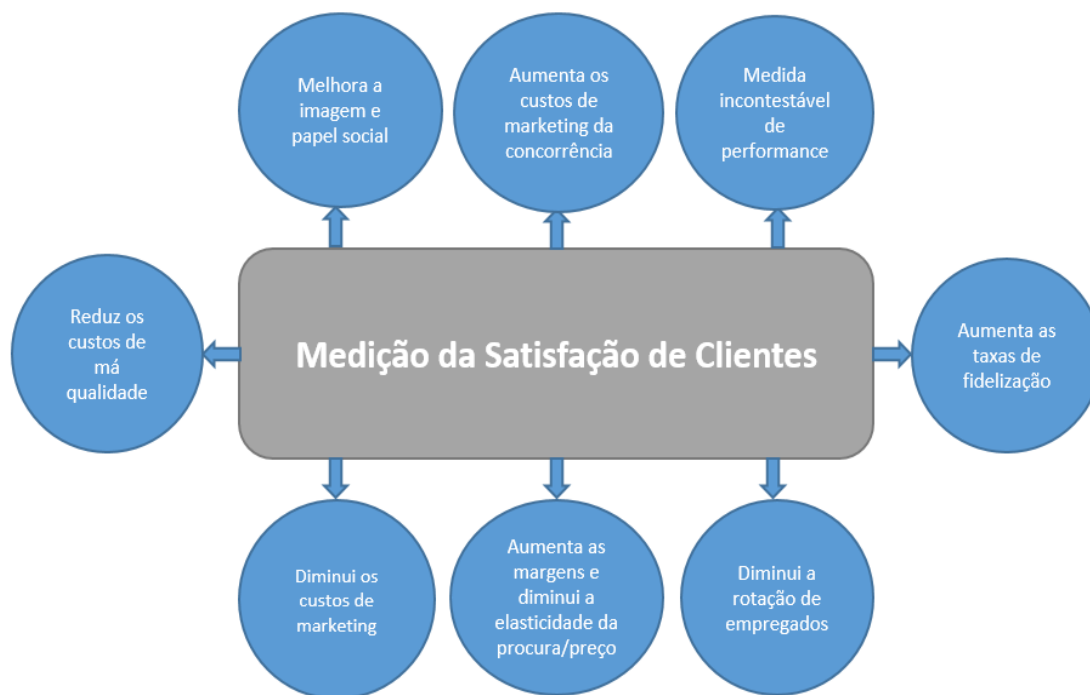 Melhora a
imagem e
papel social
Aumenta os
custos de
marketing da
concorrência
Medida
incontestável
de
performance
Reduz os
custos de
má
qualidade
Medição da Satisfação de Clientes
Aumenta as
taxas de
fidelização
Diminui os
custos de
marketing
Aumenta as
margens e
diminui a
elasticidade da
procura/preço
Diminui a
rotação de
empregados